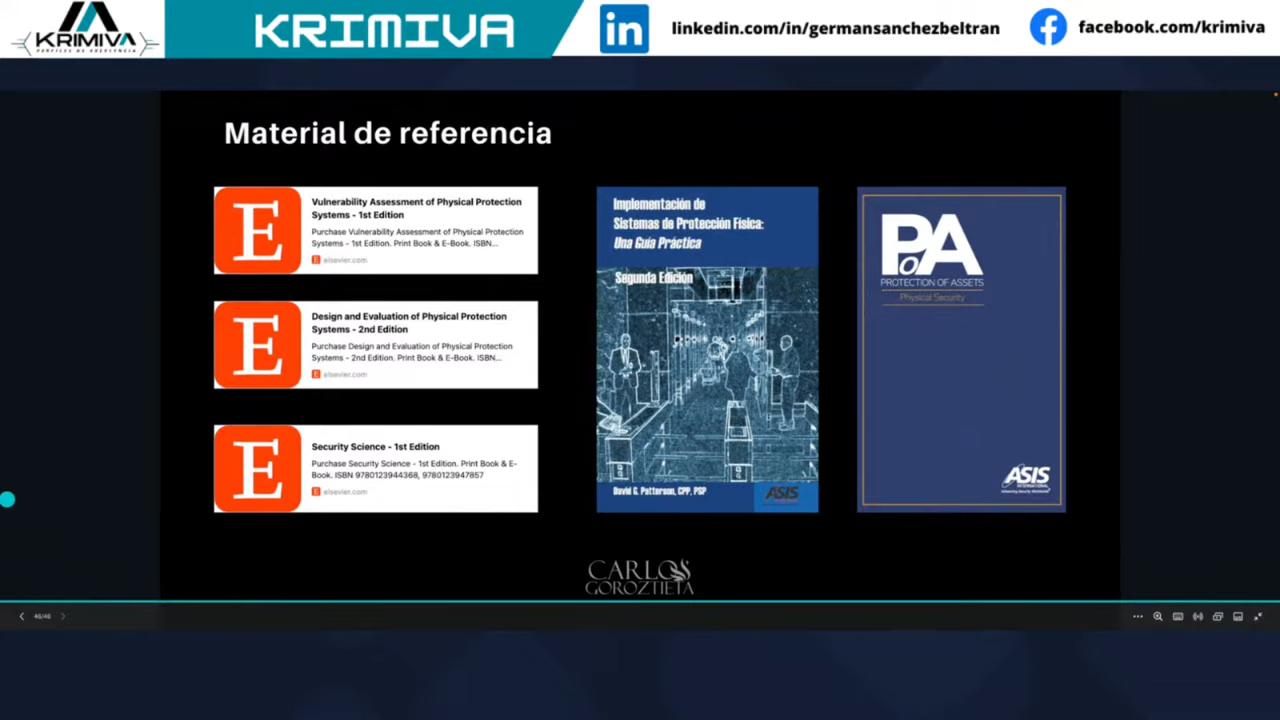 KRIMIVA
KRIMIVA
in
linkedin.com/in/germansanchezbeltran
facebook.com/krimiva
Material de referencia
E
Vulnerability Assessment of Physical Protection
Systems - 1st Edition
Purchase Vulnerability Assessment of Physical Protection
Systems - 1st Edition. Print Book & E-Book. ISBN...
elsevier.com
E
Design and Evaluation of Physical Protection
Systems - 2nd Edition
Purchase Design and Evaluation of Physical Protection
Systems - 2nd Edition. Print Book & E-Book. ISBN...
elsevier.com
E
Security Science - 1st Edition
Purchase Security Science - 1st Edition. Print Book & E-
Book. ISBN 9780123944368, 9780123947857
elsevier.com
Implementación de
Sistemas de Protección Física:
Una Guía Práctica
Segunda Edición
David G. Patterson, CPP, PSP
ASIS
PoA
PROTECTION OF ASSETS
Physical Security
ASIS
INTERNATIONAL
CARLOS
GOROZTIETA
46/46